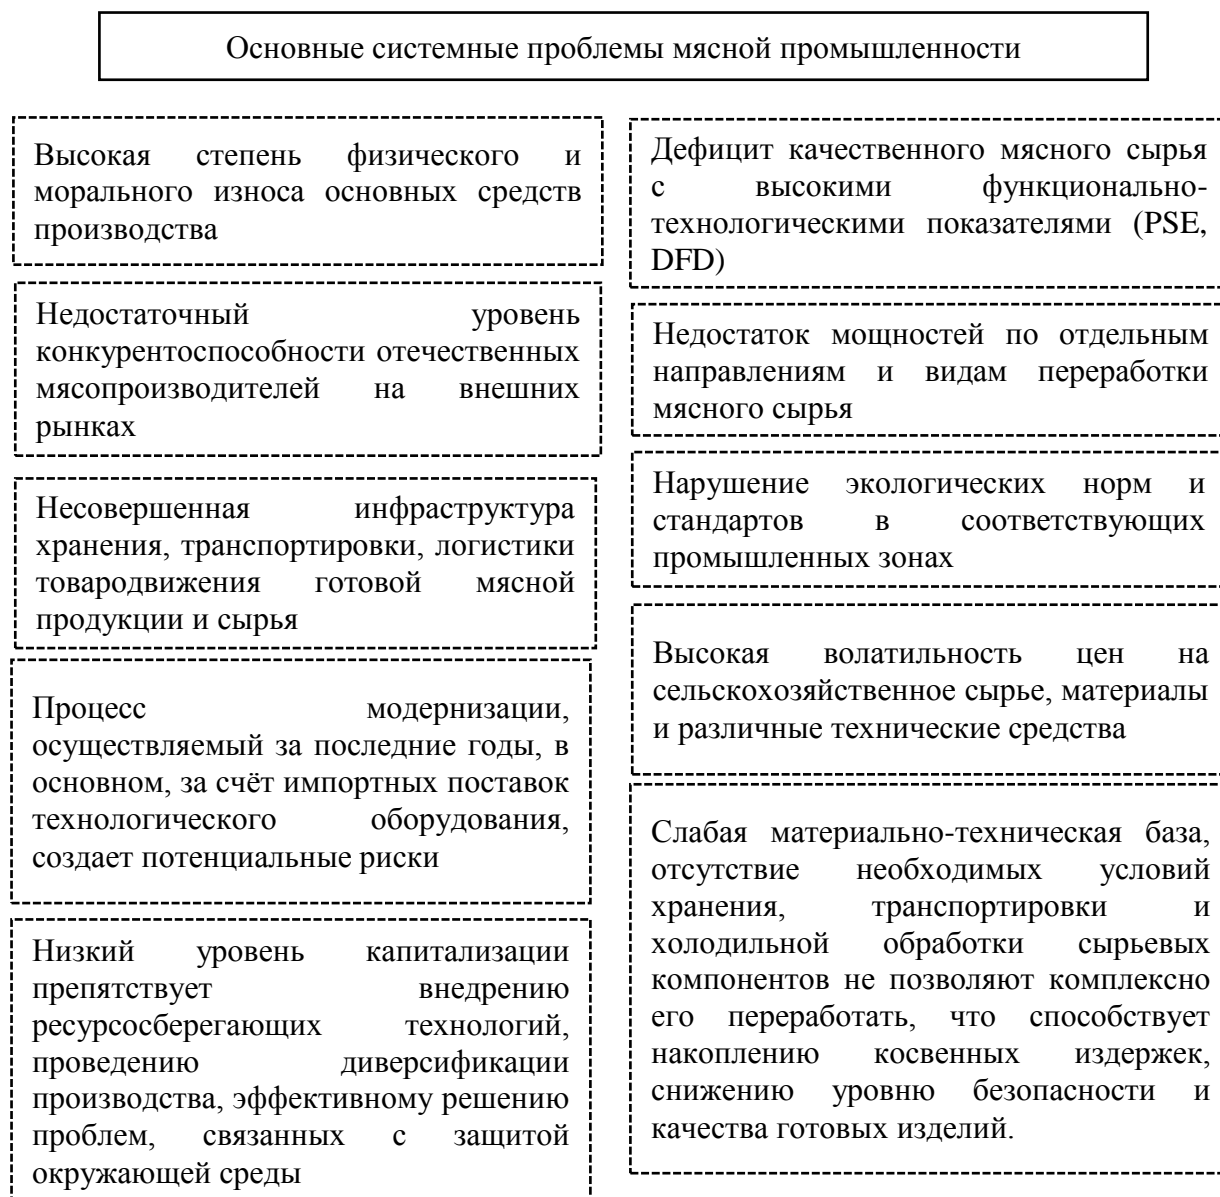 Основные системные проблемы мясной промышленности
Высокая степень физического и
морального износа основных средств
производства
Недостаточный уровень
конкурентоспособности отечественных
мясопроизводителей на внешних
рынках
Несовершенная инфраструктура
хранения, транспортировки, логистики
товародвижения готовой мясной
продукции и сырья
Процесс модернизации,
осуществляемый за последние годы, в
основном, за счёт импортных поставок
технологического оборудования,
создает потенциальные риски
Низкий уровень капитализации
препятствует внедрению
ресурсосберегающих технологий,
проведению диверсификации
производства, эффективному решению
проблем, связанных с защитой
окружающей среды
Дефицит качественного мясного сырья
с высокими функционально-
технологическими показателями (PSE,
DFD)
Недостаток мощностей по отдельным
направлениям и видам переработки
мясного сырья
Нарушение экологических норм и
стандартов в соответствующих
промышленных зонах
Высокая волатильность цен на
сельскохозяйственное сырье, материалы
и различные технические средства
Слабая материально-техническая база,
отсутствие необходимых условий
хранения, транспортировки и
холодильной обработки сырьевых
компонентов не позволяют комплексно
его переработать, что способствует
накоплению косвенных издержек,
снижению уровню безопасности и
качества готовых изделий.